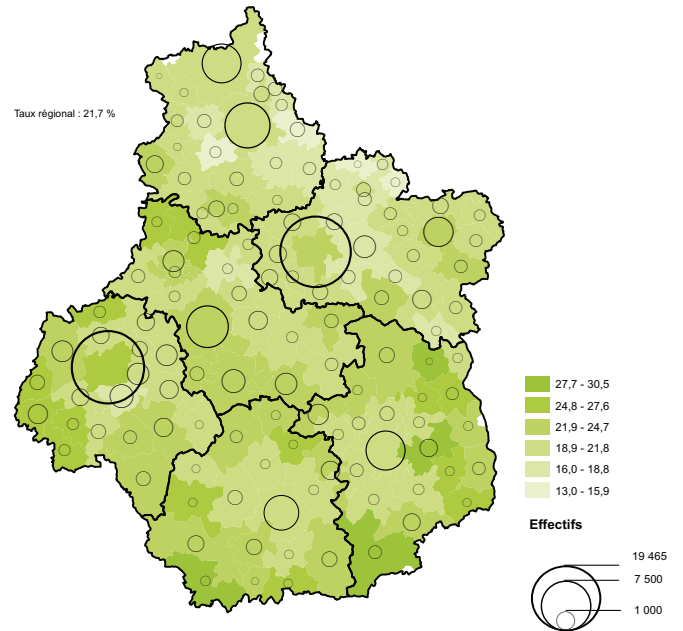 Taux régional : 21,7 %
27,7 - 30,5
24,8 - 27,6
21,9 - 24,7
18,9 - 21,8
16,0 - 18,8
13,0 - 15,9
Effectifs
19 465
7 500
1 000